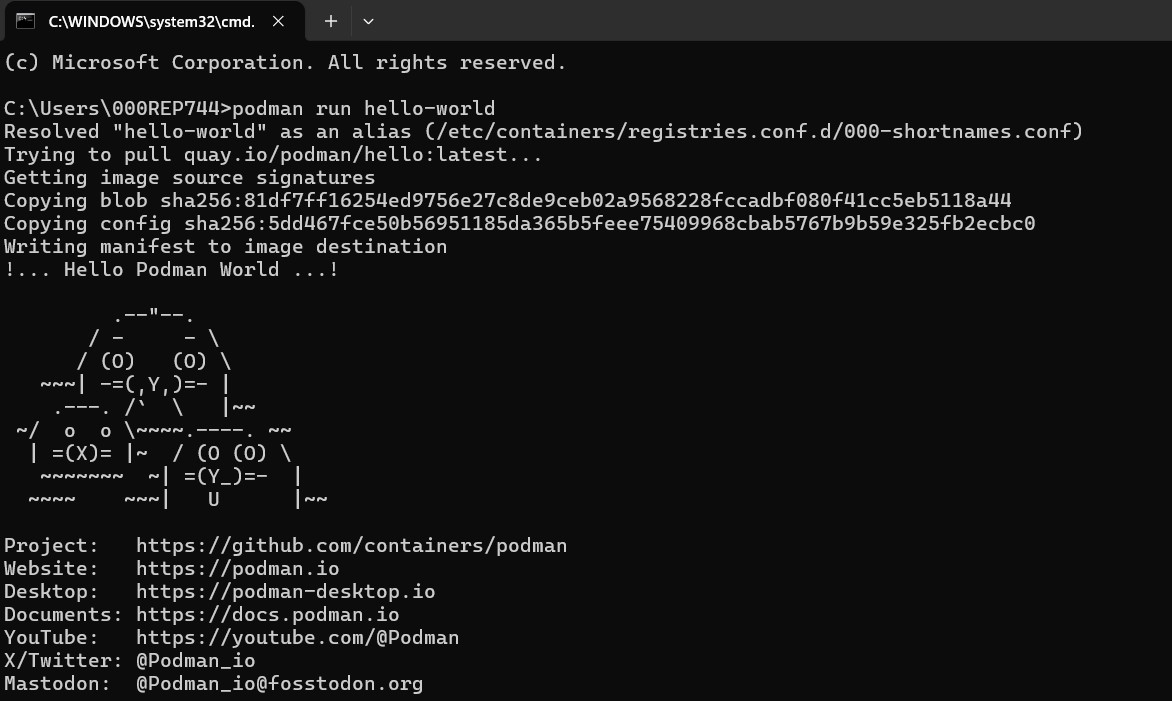 C:\WINDOWS\system32\cmd.
(c) Microsoft Corporation. All rights reserved.
C:\Users\000REP744>podman run hello-world
Resolved "hello-world" as an alias (/etc/containers/registries.conf.d/000-shortnames.conf)
Trying to pull quay.io/podman/hello:latest...
Getting image source signatures
Copying blob sha256:81df7ff16254ed9756e27c8de9ceb02a9568228fccadbf080f41cc5eb5118a44
Copying config sha256:5dd467fce50b56951185da365b5feee75409968cbab5767b9b59e325fb2ecbc0
Writing manifest to image destination
!... Hello Podman World ...!
         .--"--.
       / -     - \
      / (O)   (O) \
   ~~~| -=(,Y,)=- |
    .---. /`  \   |~~
 ~/  o  o \~~~~.----. ~~
  | =(X)= |~  / (O (O) \
   ~~~~~~~  ~| =(Y_)=-  |
  ~~~~    ~~~|   U      |~~
Project:   https://github.com/containers/podman
Website:   https://podman.io
Desktop:   https://podman-desktop.io
Documents: https://docs.podman.io
YouTube:   https://youtube.com/@Podman
X/Twitter: @Podman_io
Mastodon:  @Podman_io@fosstodon.org